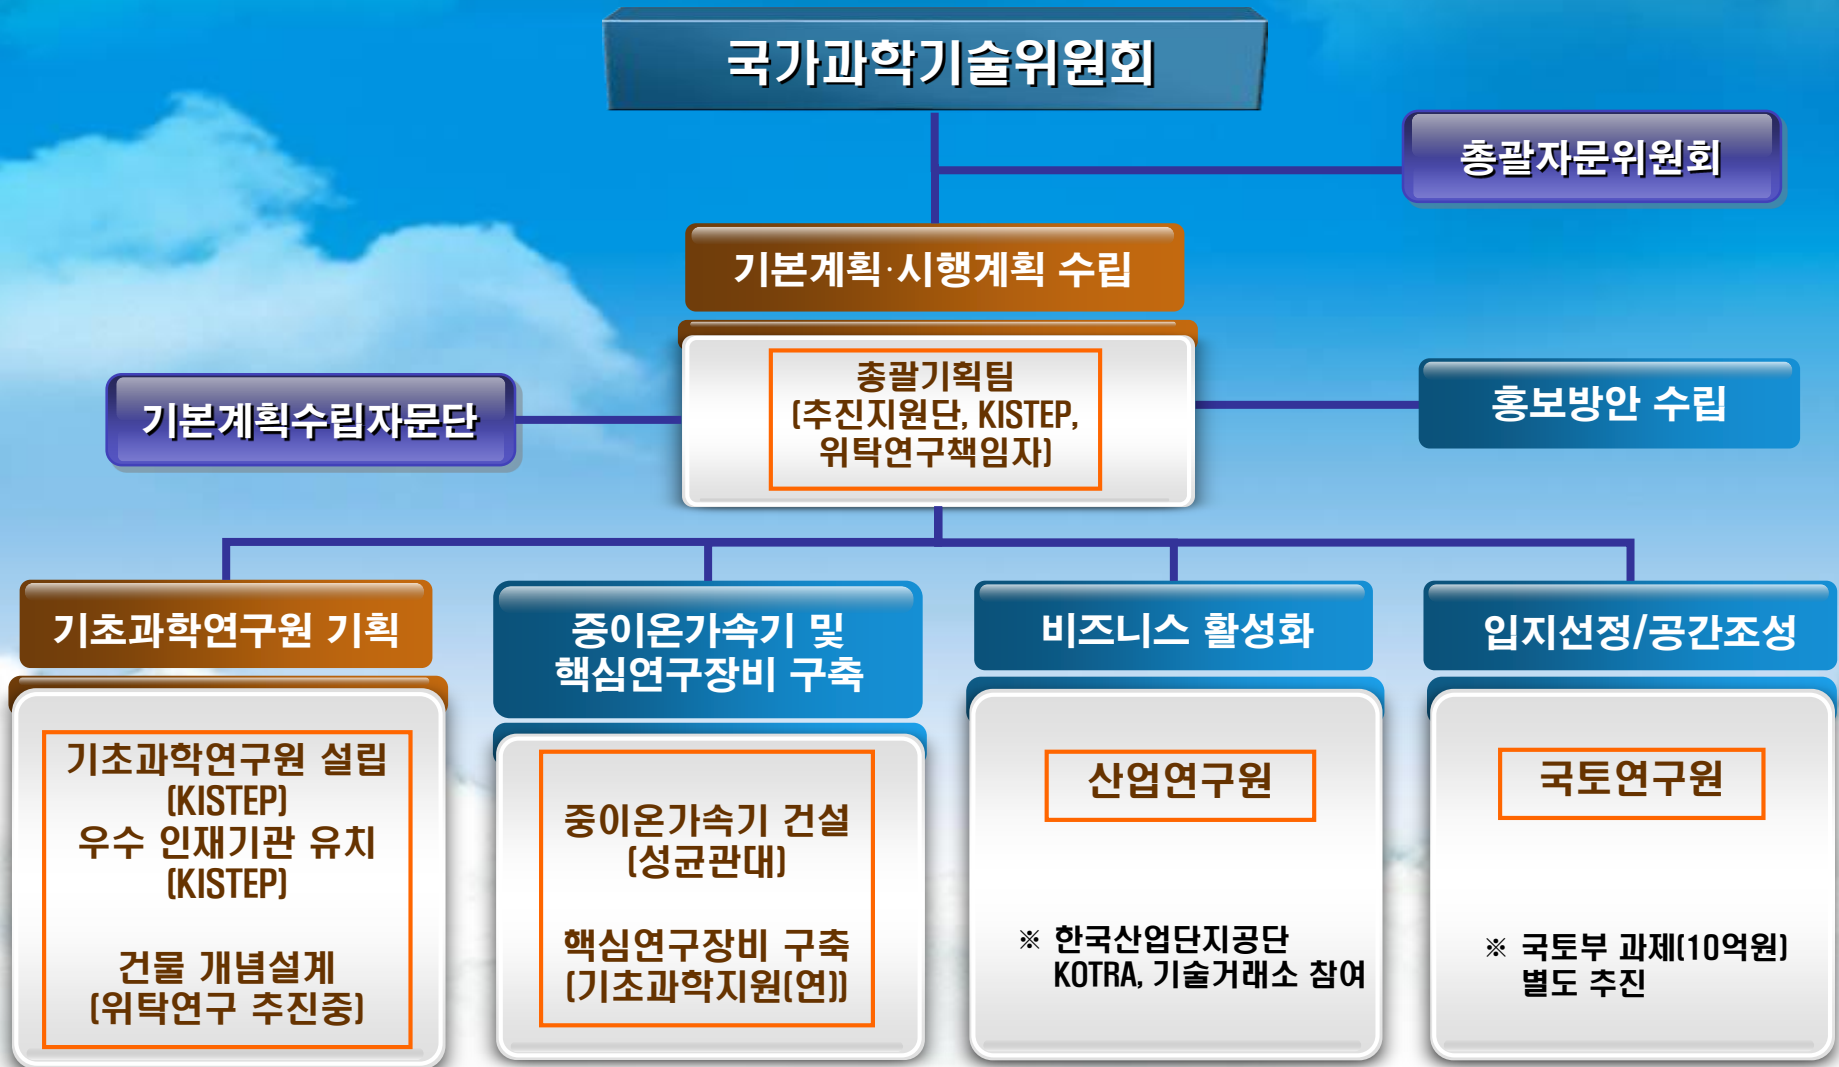 국가과학기술위원회
총괄자문위원회
기본계획·시행계획 수립
총괄기획팀
(추진지원단, KISTEP,
위탁연구책임자)
기본계획수립자문단
홍보방안 수립
기초과학연구원 기획
기초과학연구원 설립
(KISTEP)
우수 인재기관 유치
(KISTEP)
건물 개념설계
(위탁연구 추진중)
중이온가속기 및
핵심연구장비 구축
중이온가속기 건설
(성균관대)
핵심연구장비 구축
(기초과학지원(연))
비즈니스 활성화
산업연구원
※ 한국산업단지공단
KOTRA, 기술거래소 참여
입지선정/공간조성
국토연구원
※ 국토부 과제(10억원)
별도 추진